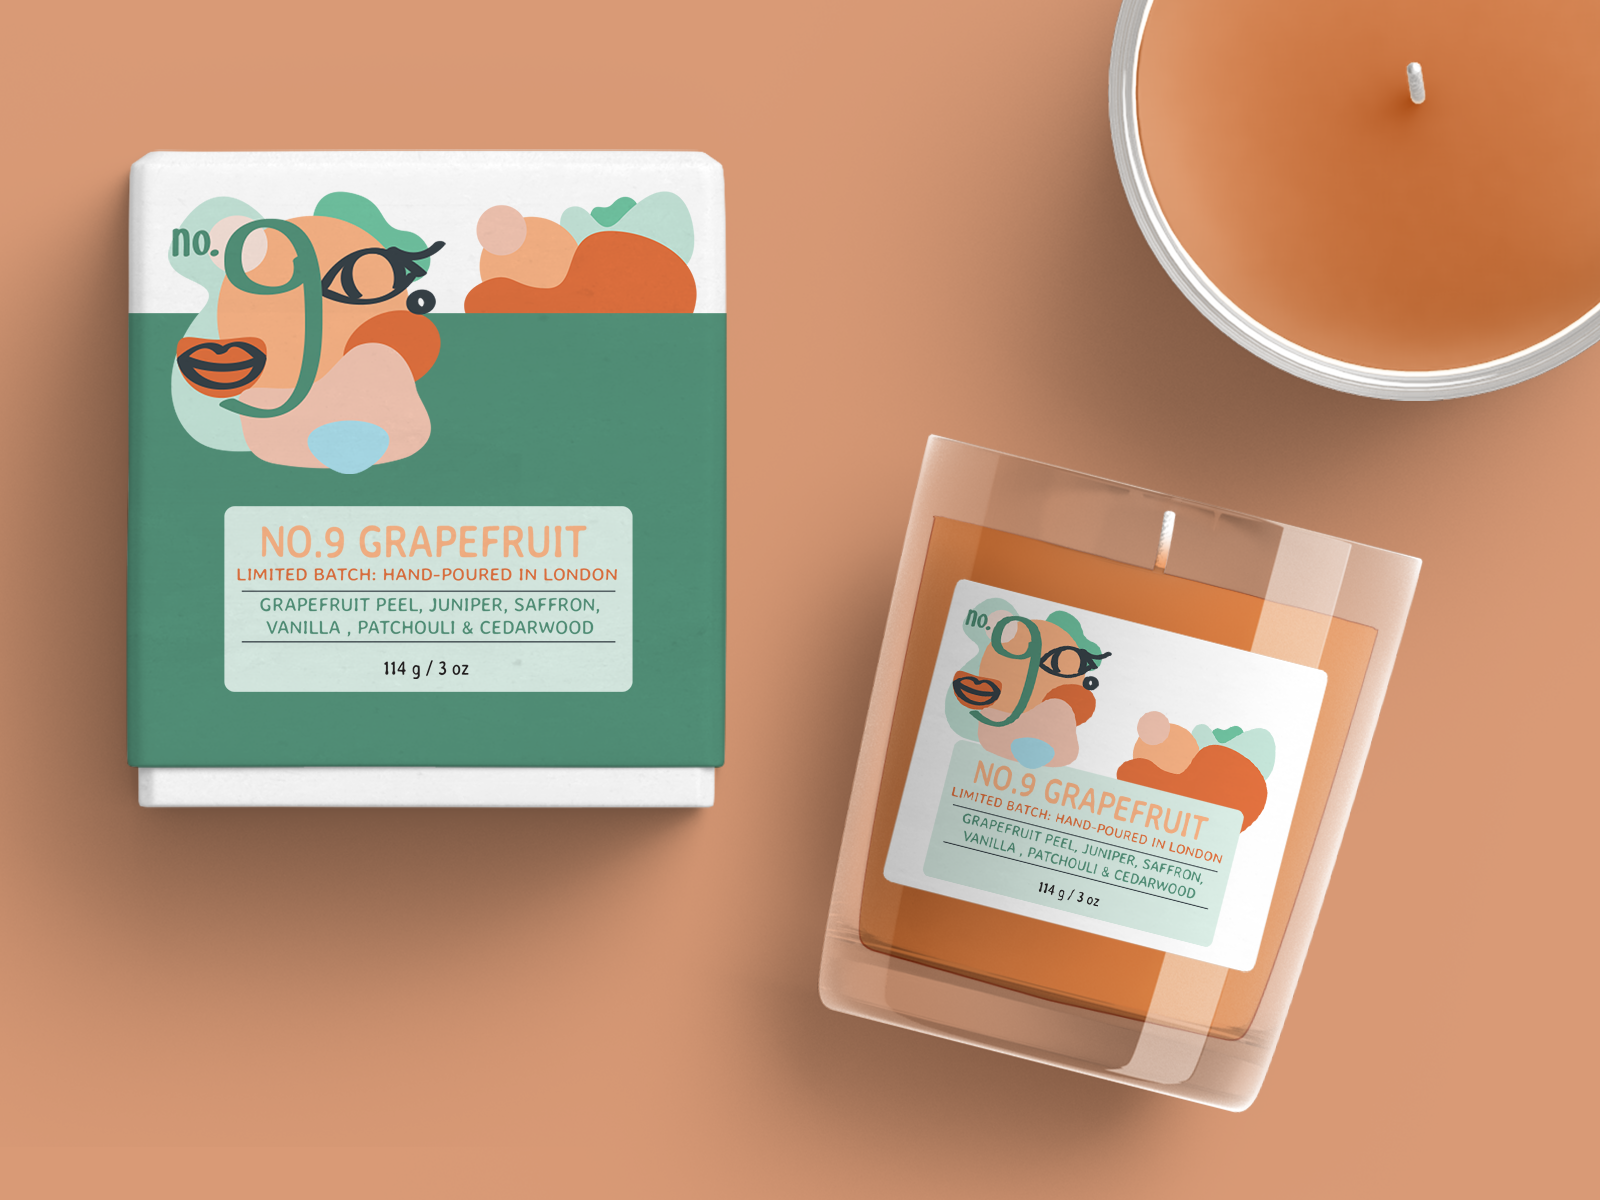 no. 9
NO.9 GRAPEFRUIT
LIMITED BATCH: HAND-POURED IN LONDON
GRAPEFRUIT PEEL, JUNIPER, SAFFRON,
VANILLA , PATCHOULI & CEDARWOOD
114 g / 3 oz
no. 9
NO.9 GRAPEFRUIT
LIMITED BATCH: HAND-POURED IN LONDON
GRAPEFRUIT PEEL, JUNIPER, SAFFRON,
VANILLA , PATCHOULI & CEDARWOOD
114 g / 3 oz